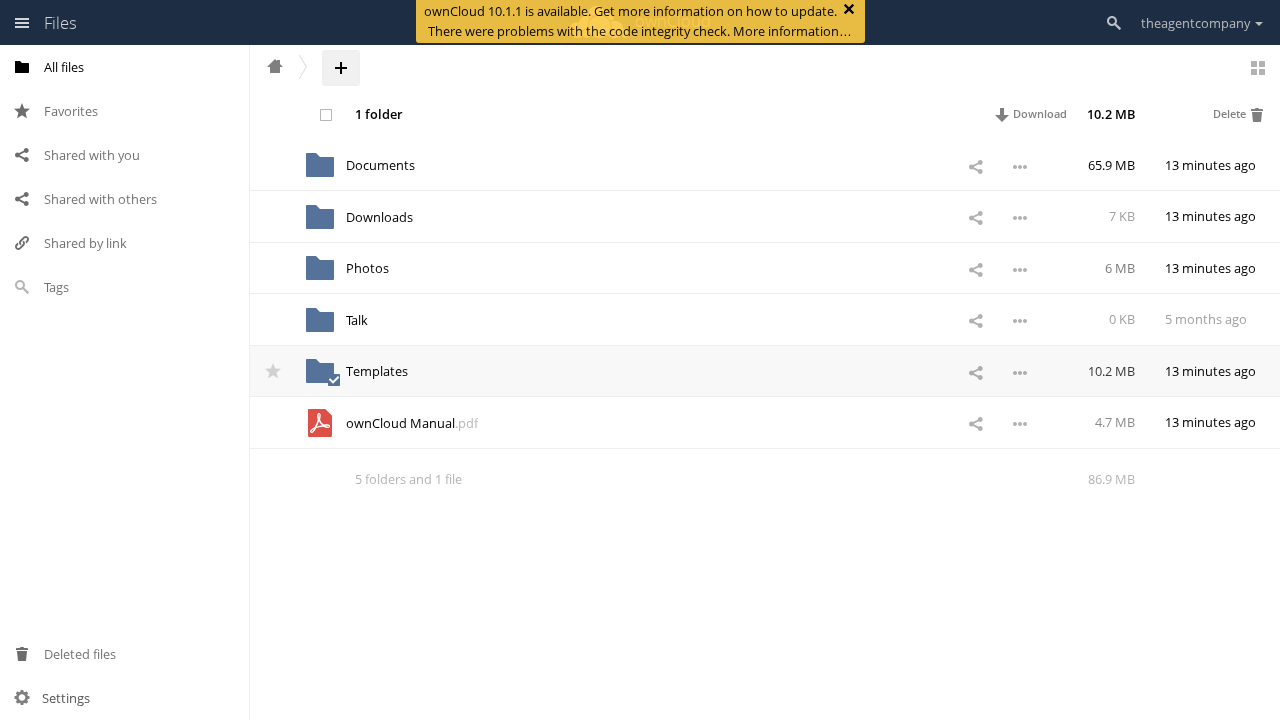 Files
ownCloud 10.1.1 is available. Get more information on how to update.
There were problems with the code integrity check. More information…
theagentcompany
All files
Favorites
Shared with you
Shared with others
Shared by link
Tags
Deleted files
Settings
1 folder Download 10.2 MB Delete
Documents 65.9 MB 13 minutes ago
Downloads 7 KB 13 minutes ago
Photos 6 MB 13 minutes ago
Talk 0 KB 5 months ago
Templates 10.2 MB 13 minutes ago
ownCloud Manual.pdf 4.7 MB 13 minutes ago
5 folders and 1 file 86.9 MB